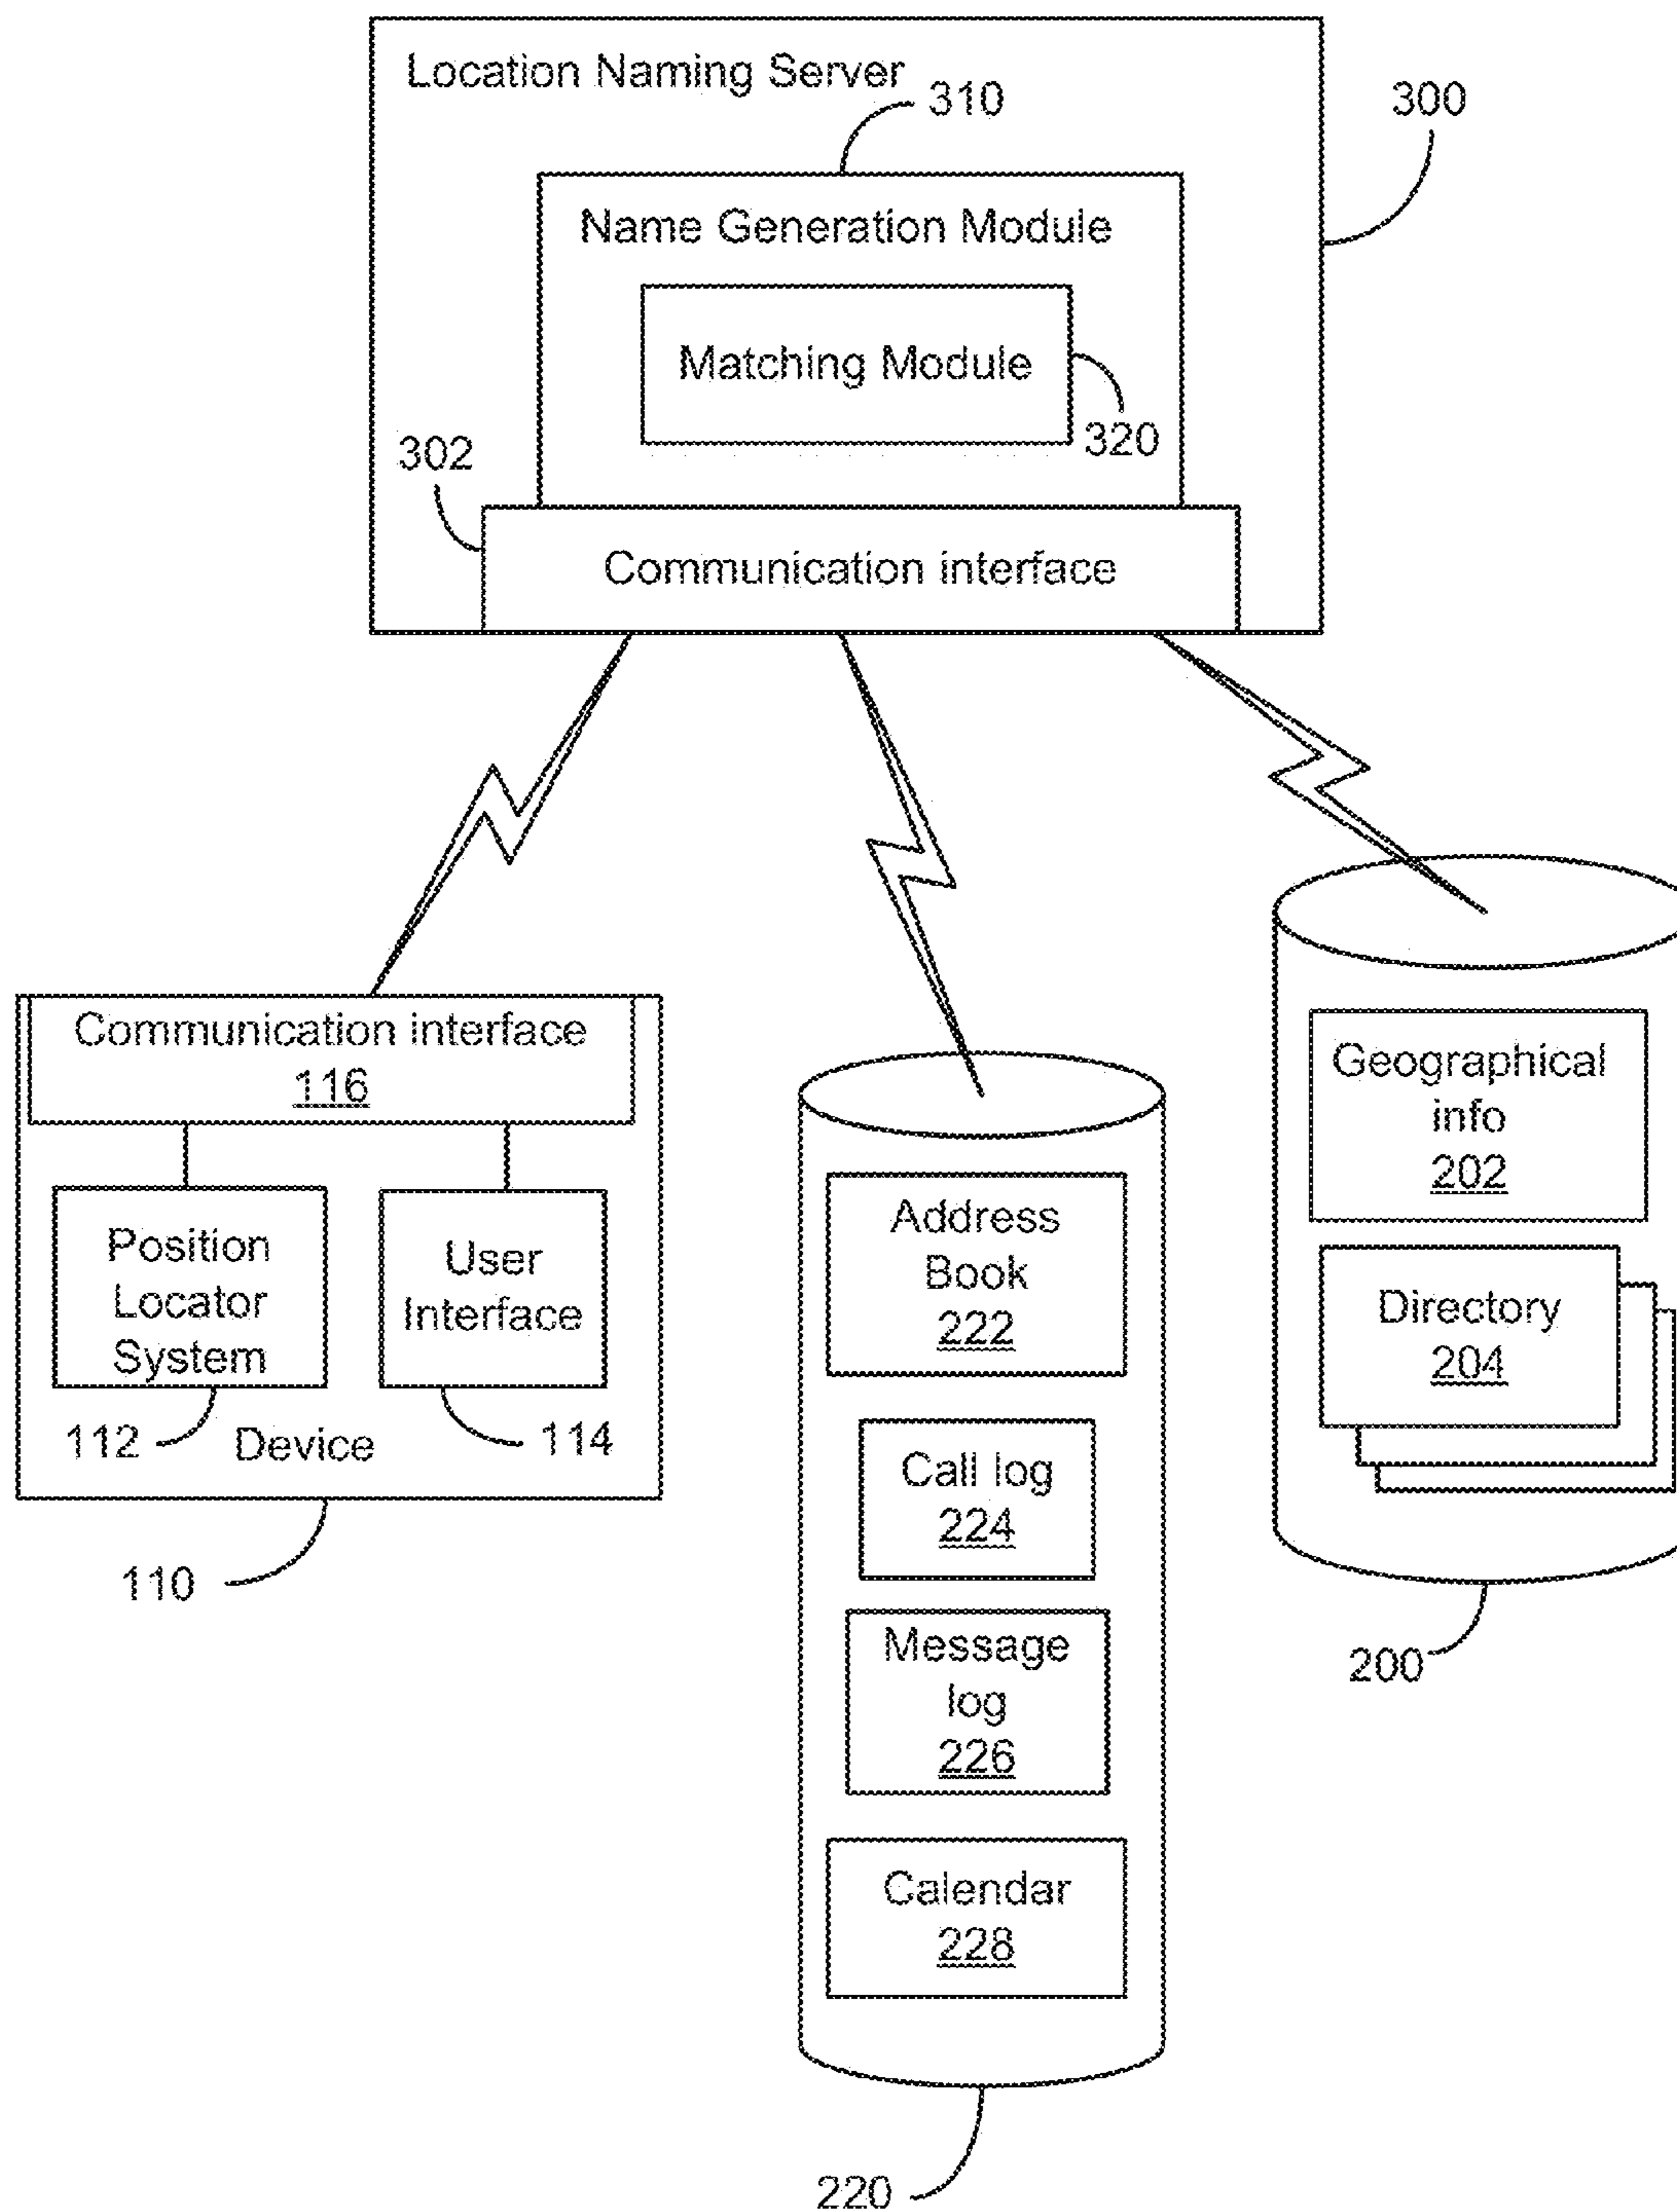 Location Naming Server
310
300
Name Generation Module
Matching Module
320
302
Communication interface
Communication interface
116
Position
Locator
System
User
Interface
112
Device
114
110
Address
Book
222
Call log
224
Message
log
226
Calendar
228
220
Geographical
info
202
Directory
204
200